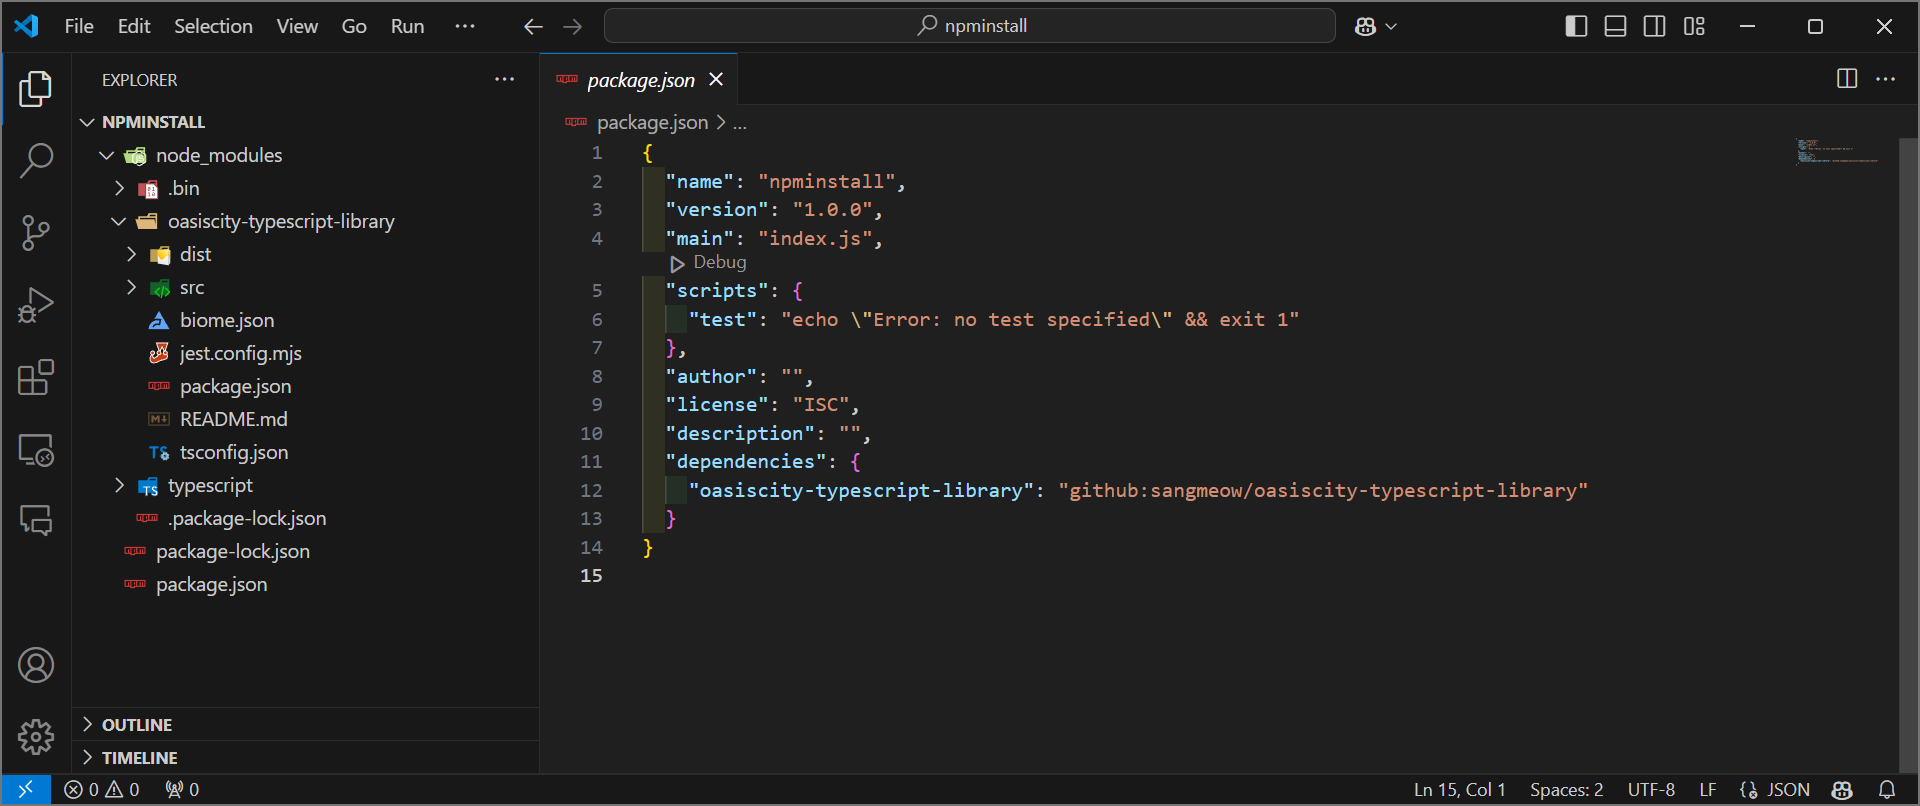 File Edit Selection View Go Run ··· npminstall
EXPLORER
NPMINSTALL
node_modules
.bin
oasiscity-typescript-library
dist
src
biome.json
jest.config.mjs
package.json
README.md
tsconfig.json
typescript
.package-lock.json
package-lock.json
package.json
OUTLINE
TIMELINE
package.json
package.json > ...
1 {
2 "name": "npminstall",
3 "version": "1.0.0",
4 "main": "index.js",
Debug
5 "scripts": {
6 "test": "echo \"Error: no test specified\" && exit 1"
7 },
8 "author": "",
9 "license": "ISC",
10 "description": "",
11 "dependencies": {
12 "oasiscity-typescript-library": "github:sangmeow/oasiscity-typescript-library"
13 }
14 }
15
0 0 0 Ln 15, Col 1 Spaces: 2 UTF-8 LF JSON